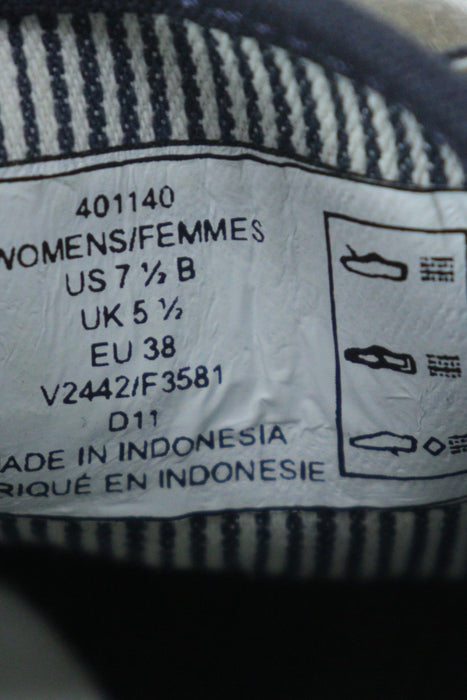 401140
WOMENS/FEMMES
US 7 ½ B
UK 5 ½
EU 38
V2442/F3581
D11
ADE IN INDONESIA
RIQUÉ EN INDONESIE